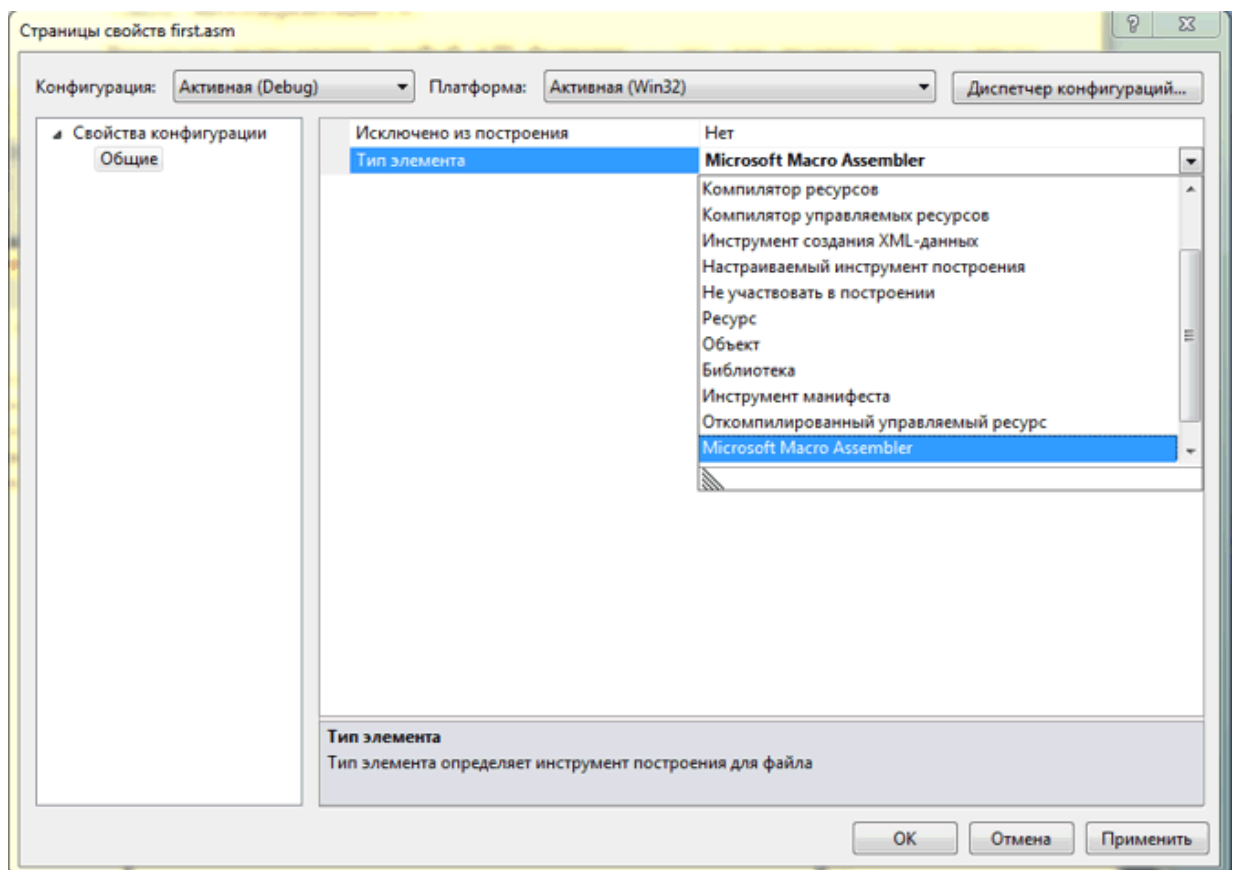 Страницы свойств first.asm
Конфигурация: Активная (Debug) Платформа: Активная (Win32) Диспетчер конфигураций...
Свойства конфигурации
Общие
Исключено из построения Нет
Тип элемента Microsoft Macro Assembler
Компилятор ресурсов
Компилятор управляемых ресурсов
Инструмент создания XML-данных
Настраиваемый инструмент построения
Не участвовать в построении
Ресурс
Объект
Библиотека
Инструмент манифеста
Откомпилированный управляемый ресурс
Microsoft Macro Assembler
Тип элемента
Тип элемента определяет инструмент построения для файла
ОК Отмена Применить